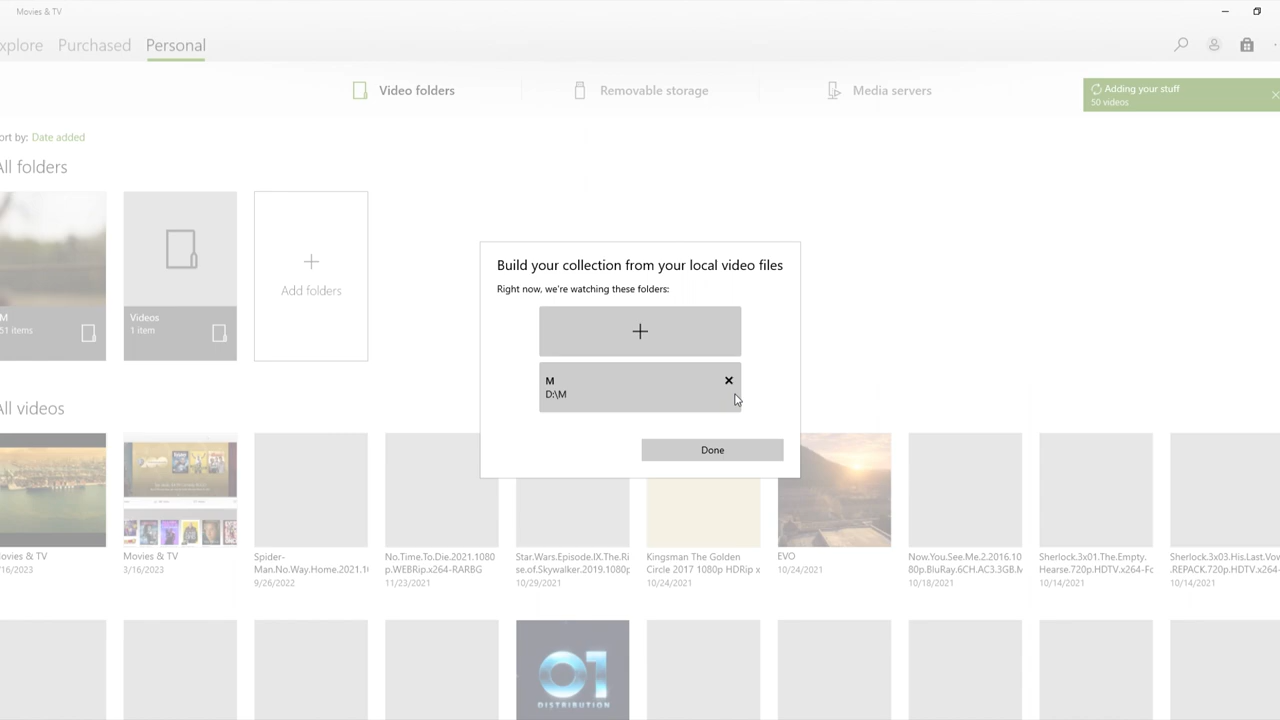 Movies & TV
xplore Purchased Personal
Video folders Removable storage Media servers
Adding your stuff
50 videos
ort by: Date added
All folders
M
51 items
Videos
1 item
Add folders
Build your collection from your local video files
Right now, we're watching these folders:
M
D:\M
Done
All videos
ovies & TV
/16/2023
Movies & TV
3/16/2023
Spider-
Man.No.Way.Home.2021.1
9/26/2022
No.Time.To.Die.2021.1080
p.WEBRip.x264-RARBG
11/23/2021
Star.Wars.Episode.IX.The.Ri
se.of.Skywalker.2019.1080p
10/29/2021
Kingsman The Golden
Circle 2017 1080p HDRip x
10/24/2021
EVO
10/24/2021
Now.You.See.Me.2.2016.10
80p.BluRay.6CH.AC3.3GB.M
10/18/2021
Sherlock.3x01.The.Empty.
Hearse.720p.HDTV.x264-Fo
10/14/2021
Sherlock.3x03.His.Last.Vow
.REPACK.720p.HDTV.x264-
10/14/2021
01
DISTRIBUTION